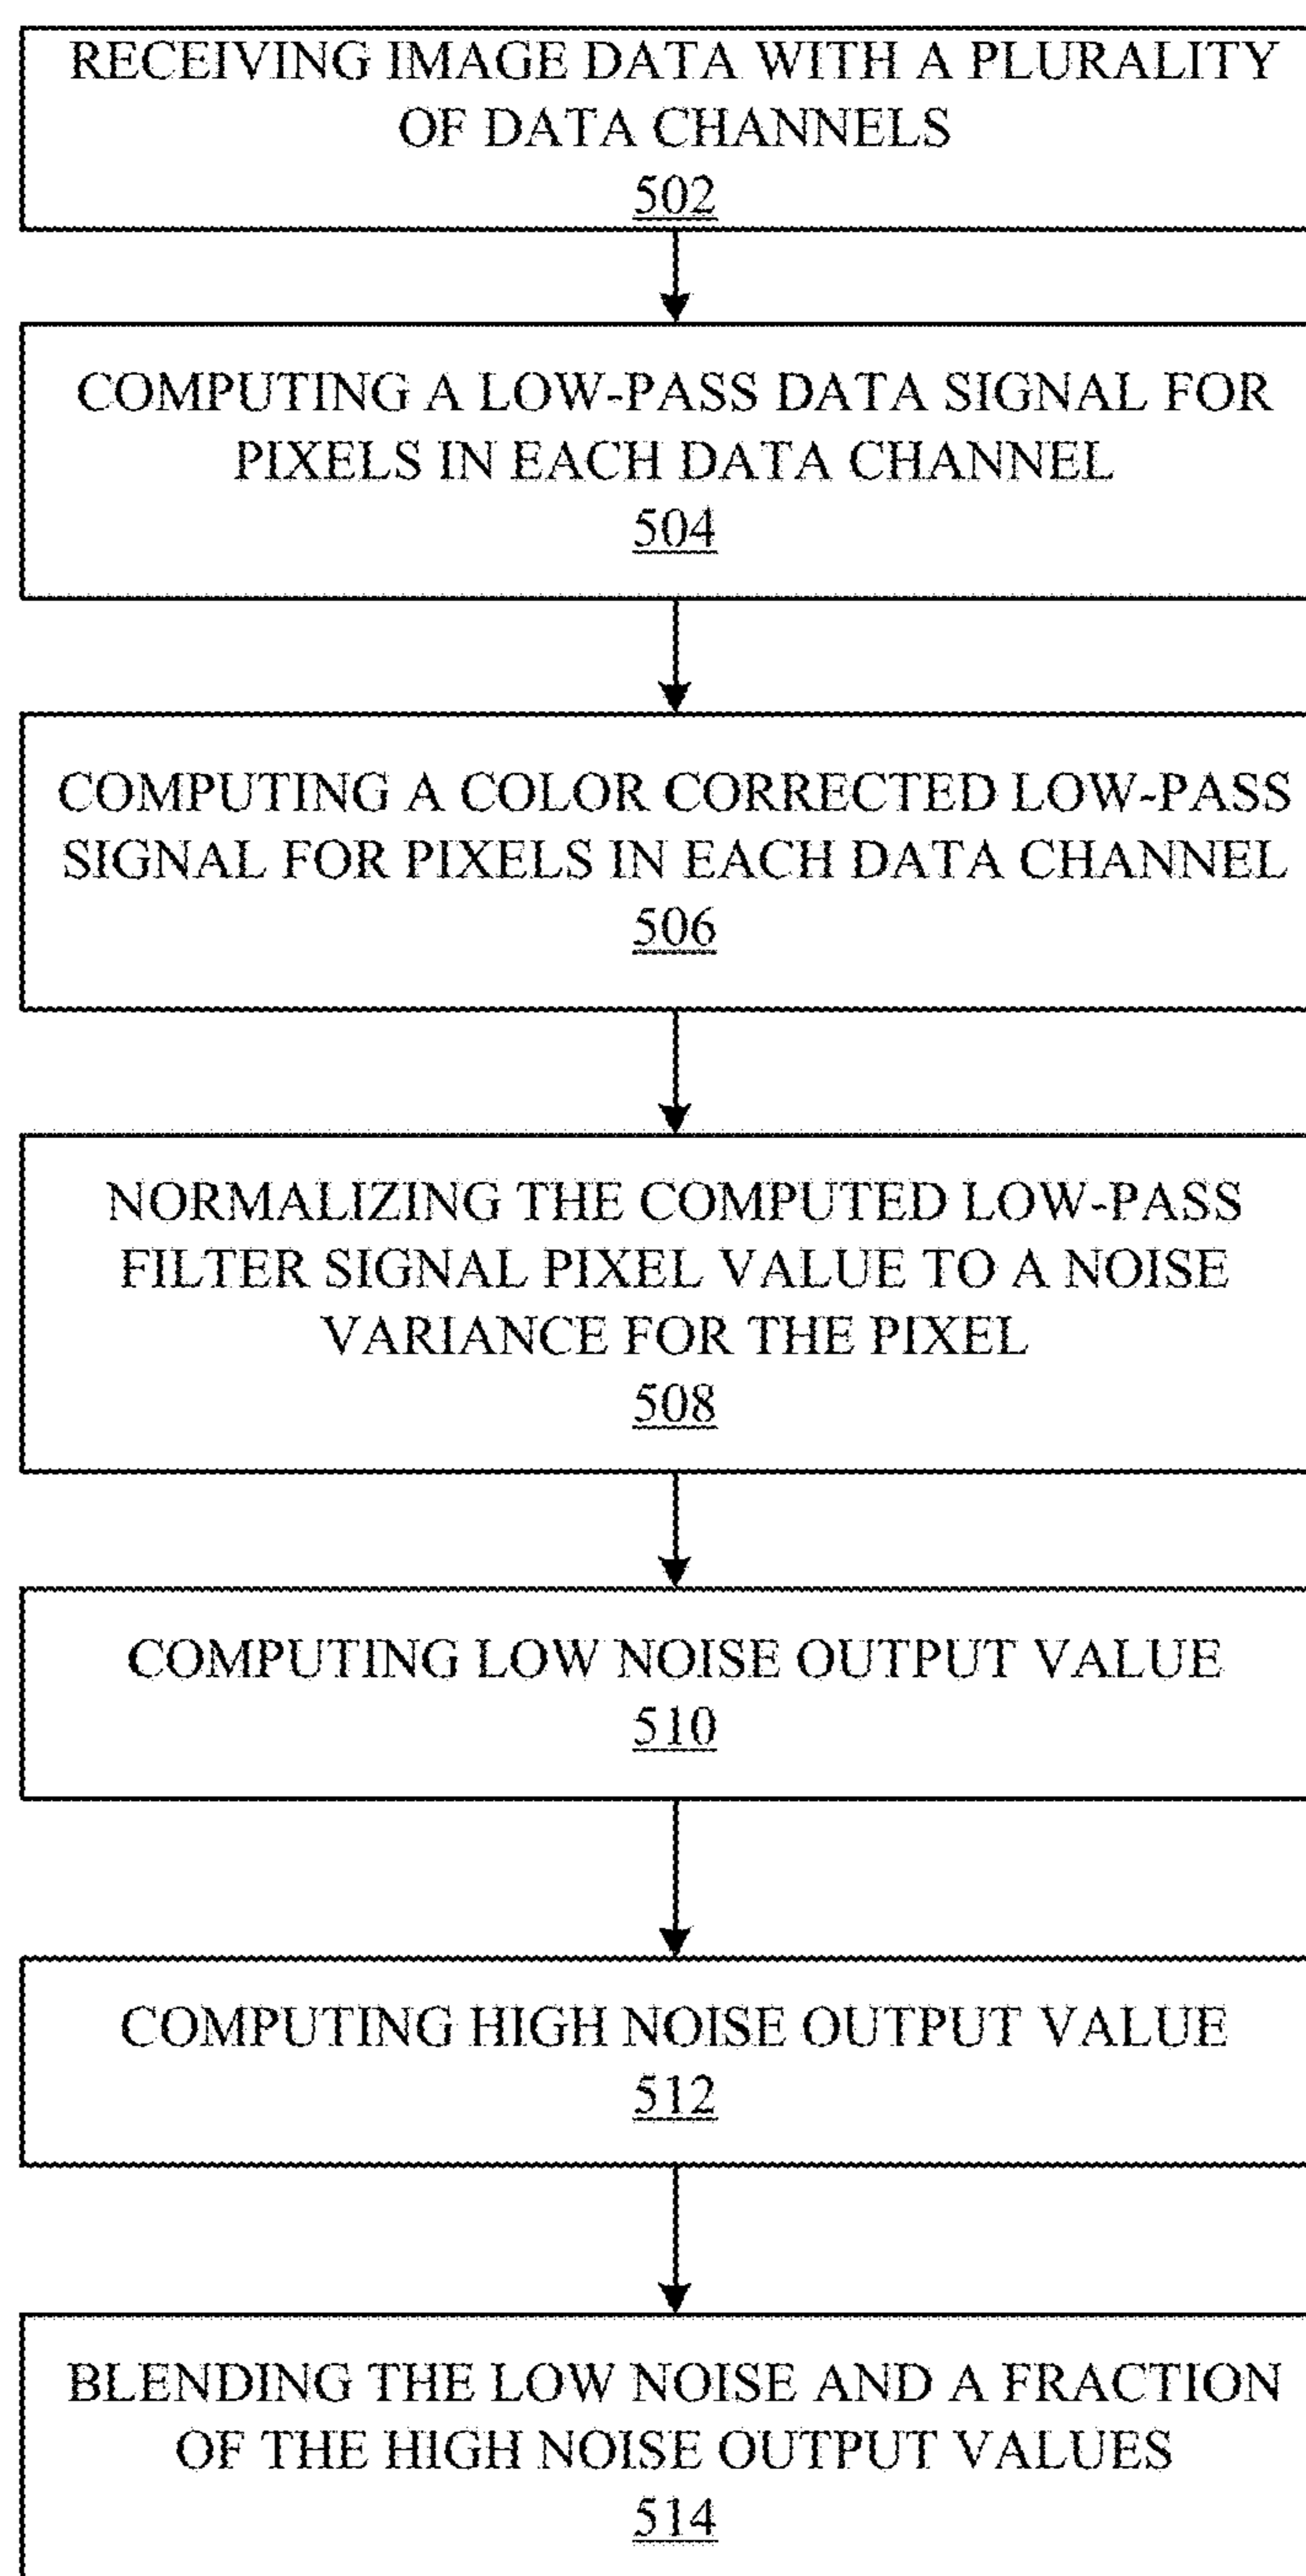 RECEIVING IMAGE DATA WITH A PLURALITY
OF DATA CHANNELS
502
COMPUTING A LOW-PASS DATA SIGNAL FOR
PIXELS IN EACH DATA CHANNEL
504
COMPUTING A COLOR CORRECTED LOW-PASS
SIGNAL FOR PIXELS IN EACH DATA CHANNEL
506
NORMALIZING THE COMPUTED LOW-PASS
FILTER SIGNAL PIXEL VALUE TO A NOISE
VARIANCE FOR THE PIXEL
508
COMPUTING LOW NOISE OUTPUT VALUE
510
COMPUTING HIGH NOISE OUTPUT VALUE
512
BLENDING THE LOW NOISE AND A FRACTION
OF THE HIGH NOISE OUTPUT VALUES
514